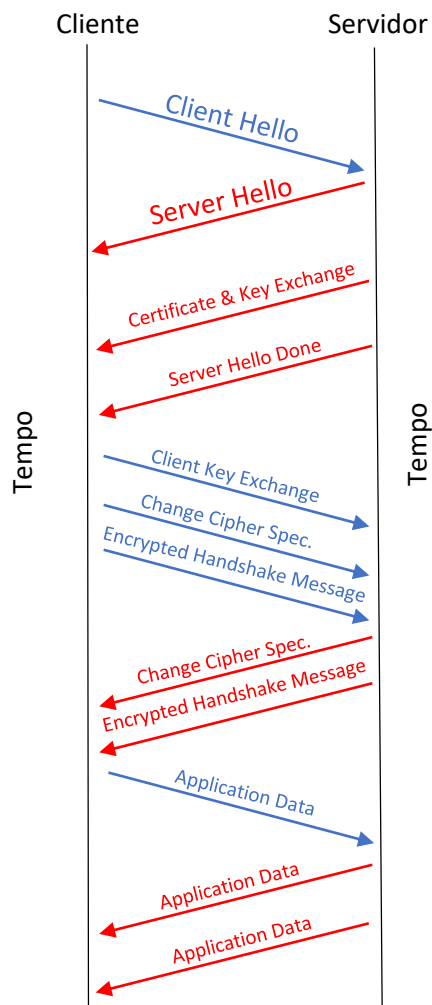 Cliente
Servidor
Client Hello
Server Hello
Certificate & Key Exchange
Server Hello Done
Tempo
Tempo
Client Key Exchange
Change Cipher Spec.
Encrypted Handshake Message
Change Cipher Spec.
Encrypted Handshake Message
Application Data
Application Data
Application Data